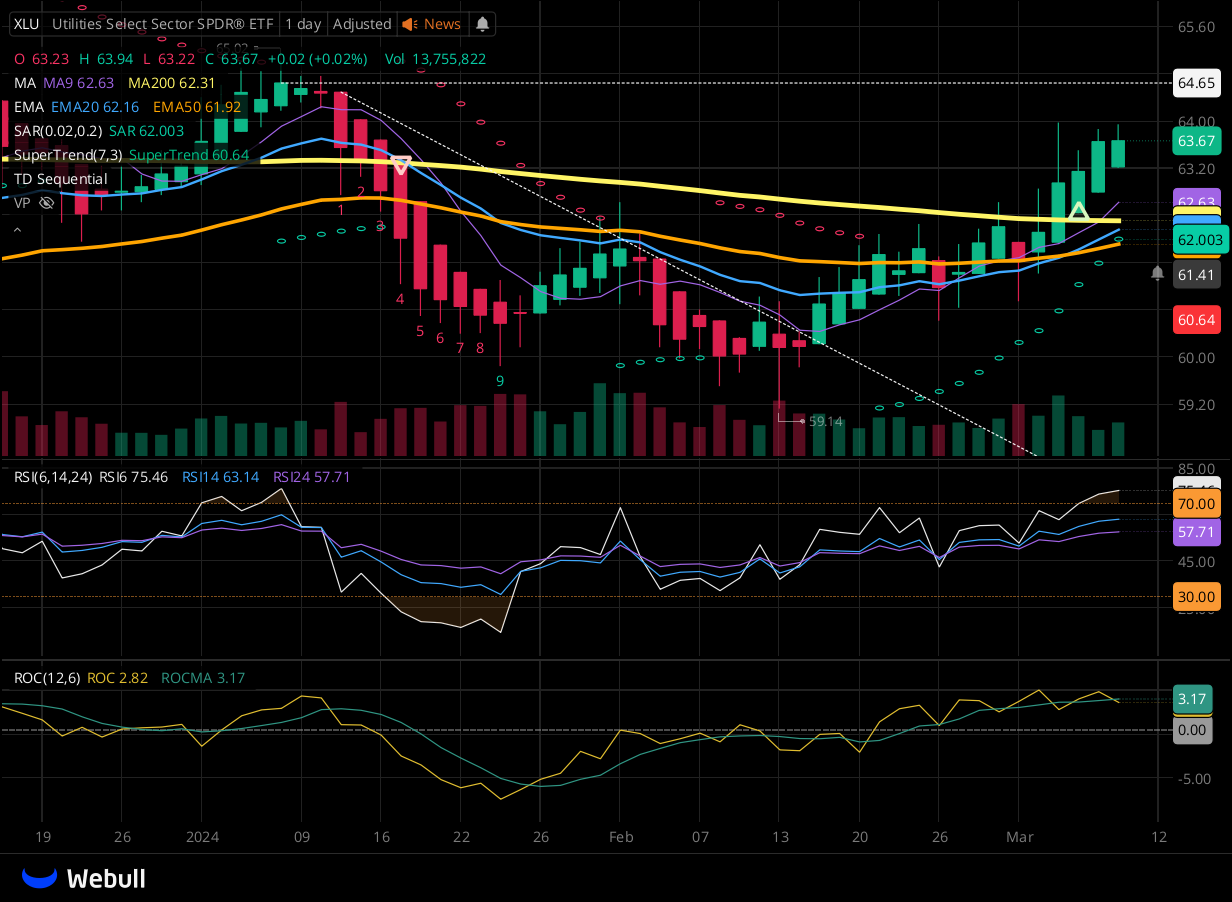 XLU Utilities Select Sector SPDR® ETF 1 day Adjusted News
65.60
O 63.23 H 63.94 L 63.22 C 63.67 +0.02 (+0.02%) Vol 13,755,822
MA MA9 62.63 MA200 62.31
64.65
EMA EMA20 62.16 EMA50 61.92
64.00
SAR(0.02,0.2) SAR 62.003
63.67
SuperTrend(7,3) SuperTrend 60.64
63.20
TD Sequential
VP
62.63
1 2 3 4 5 6 7 8 9
62.003
61.41
60.64
60.00
59.20
59.14
RSI(6,14,24) RSI6 75.46 RSI14 63.14 RSI24 57.71
85.00
70.00
57.71
45.00
30.00
ROC(12,6) ROC 2.82 ROCMA 3.17
3.17
0.00
-5.00
19 26 2024 09 16 22 26 Feb 07 13 20 26 Mar 12
Webull